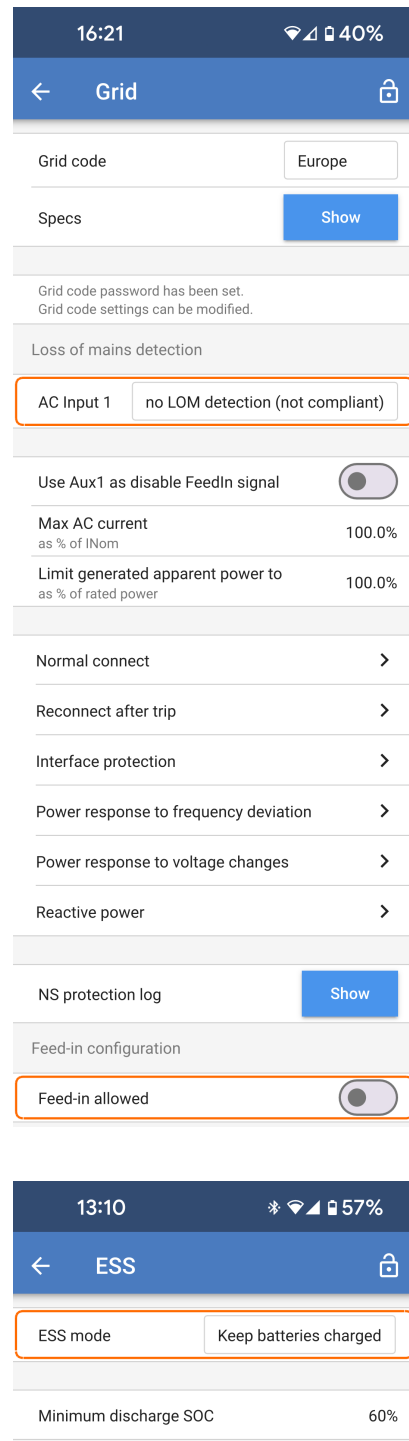 16:21 40%
Grid
Grid code Europe
Specs Show
Grid code password has been set.
Grid code settings can be modified.
Loss of mains detection
AC Input 1 no LOM detection (not compliant)
Use Aux1 as disable FeedIn signal
Max AC current
as % of INom
100.0%
Limit generated apparent power to
as % of rated power
100.0%
Normal connect
Reconnect after trip
Interface protection
Power response to frequency deviation
Power response to voltage changes
Reactive power
NS protection log Show
Feed-in configuration
Feed-in allowed
13:10 57%
ESS
ESS mode Keep batteries charged
Minimum discharge SOC 60%